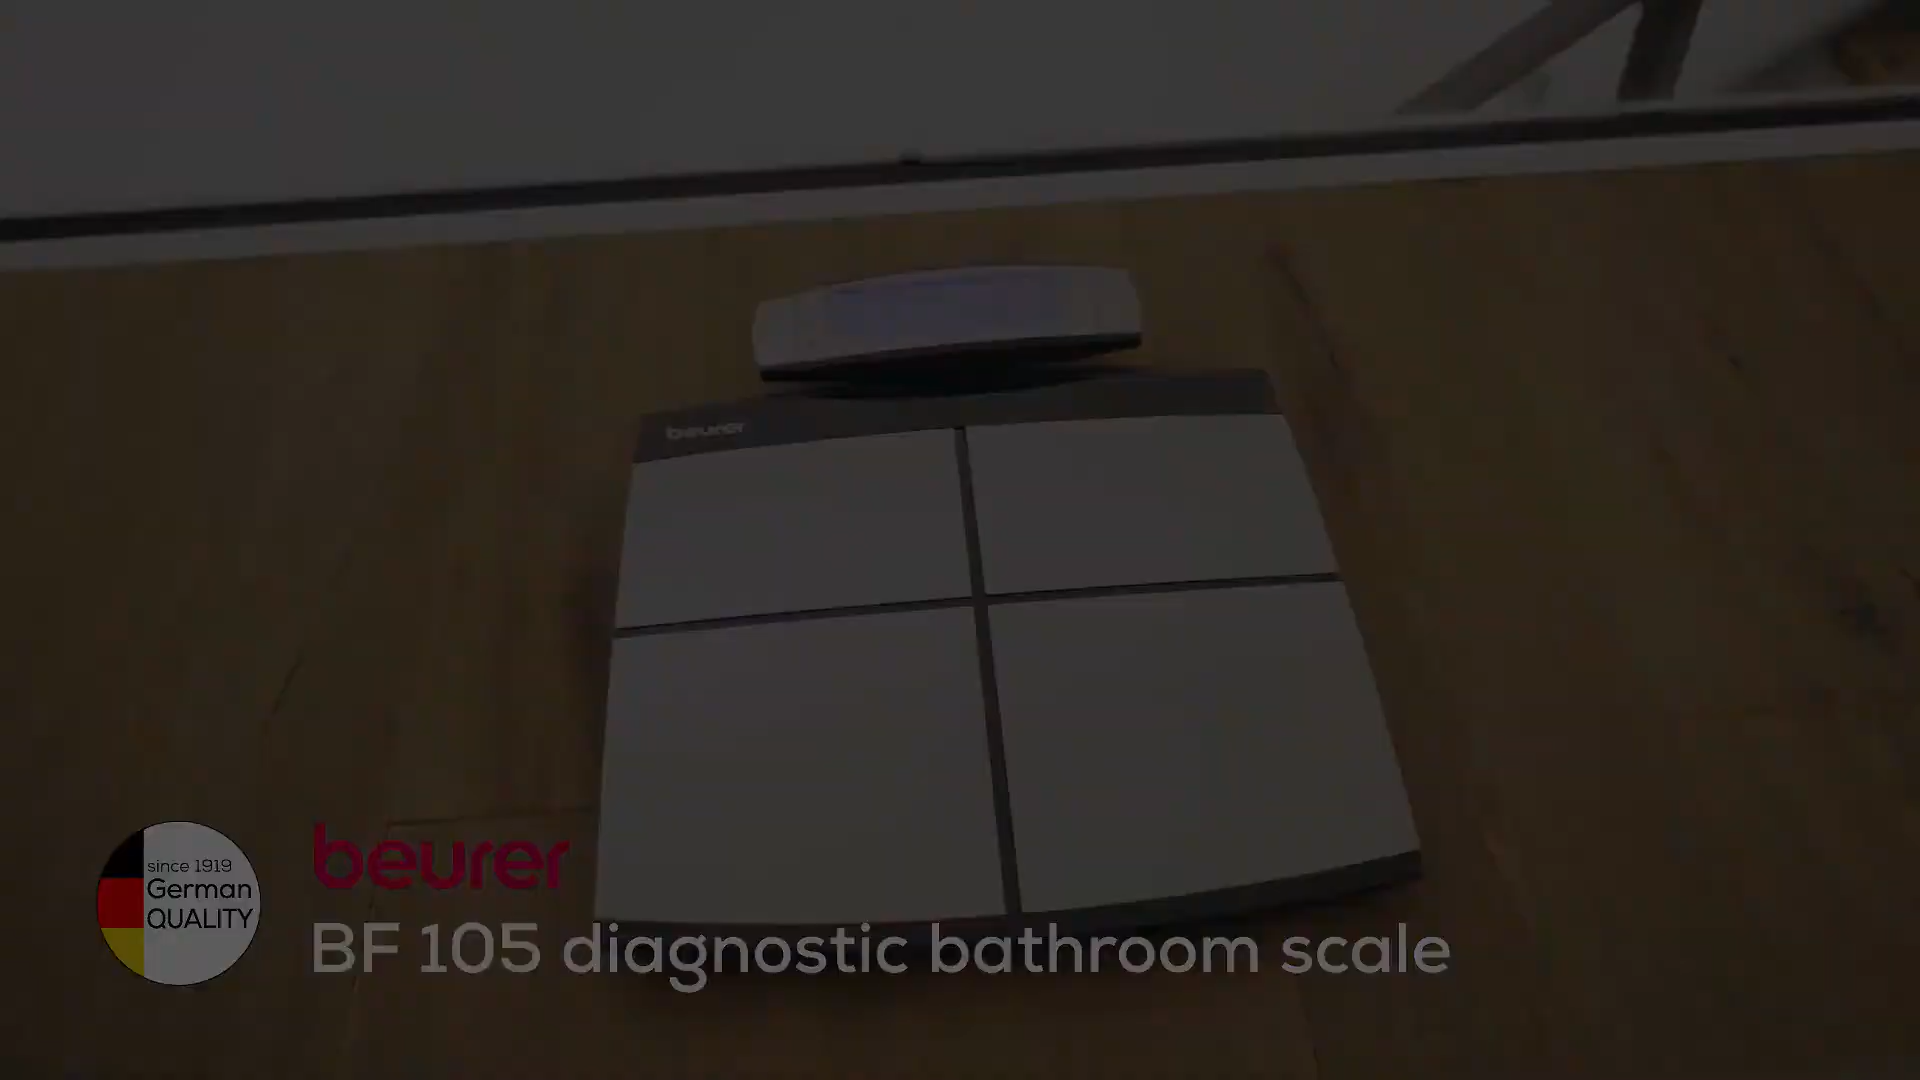 beurer
since 1919
German
QUALITY
beurer
BF 105 diagnostic bathroom scale